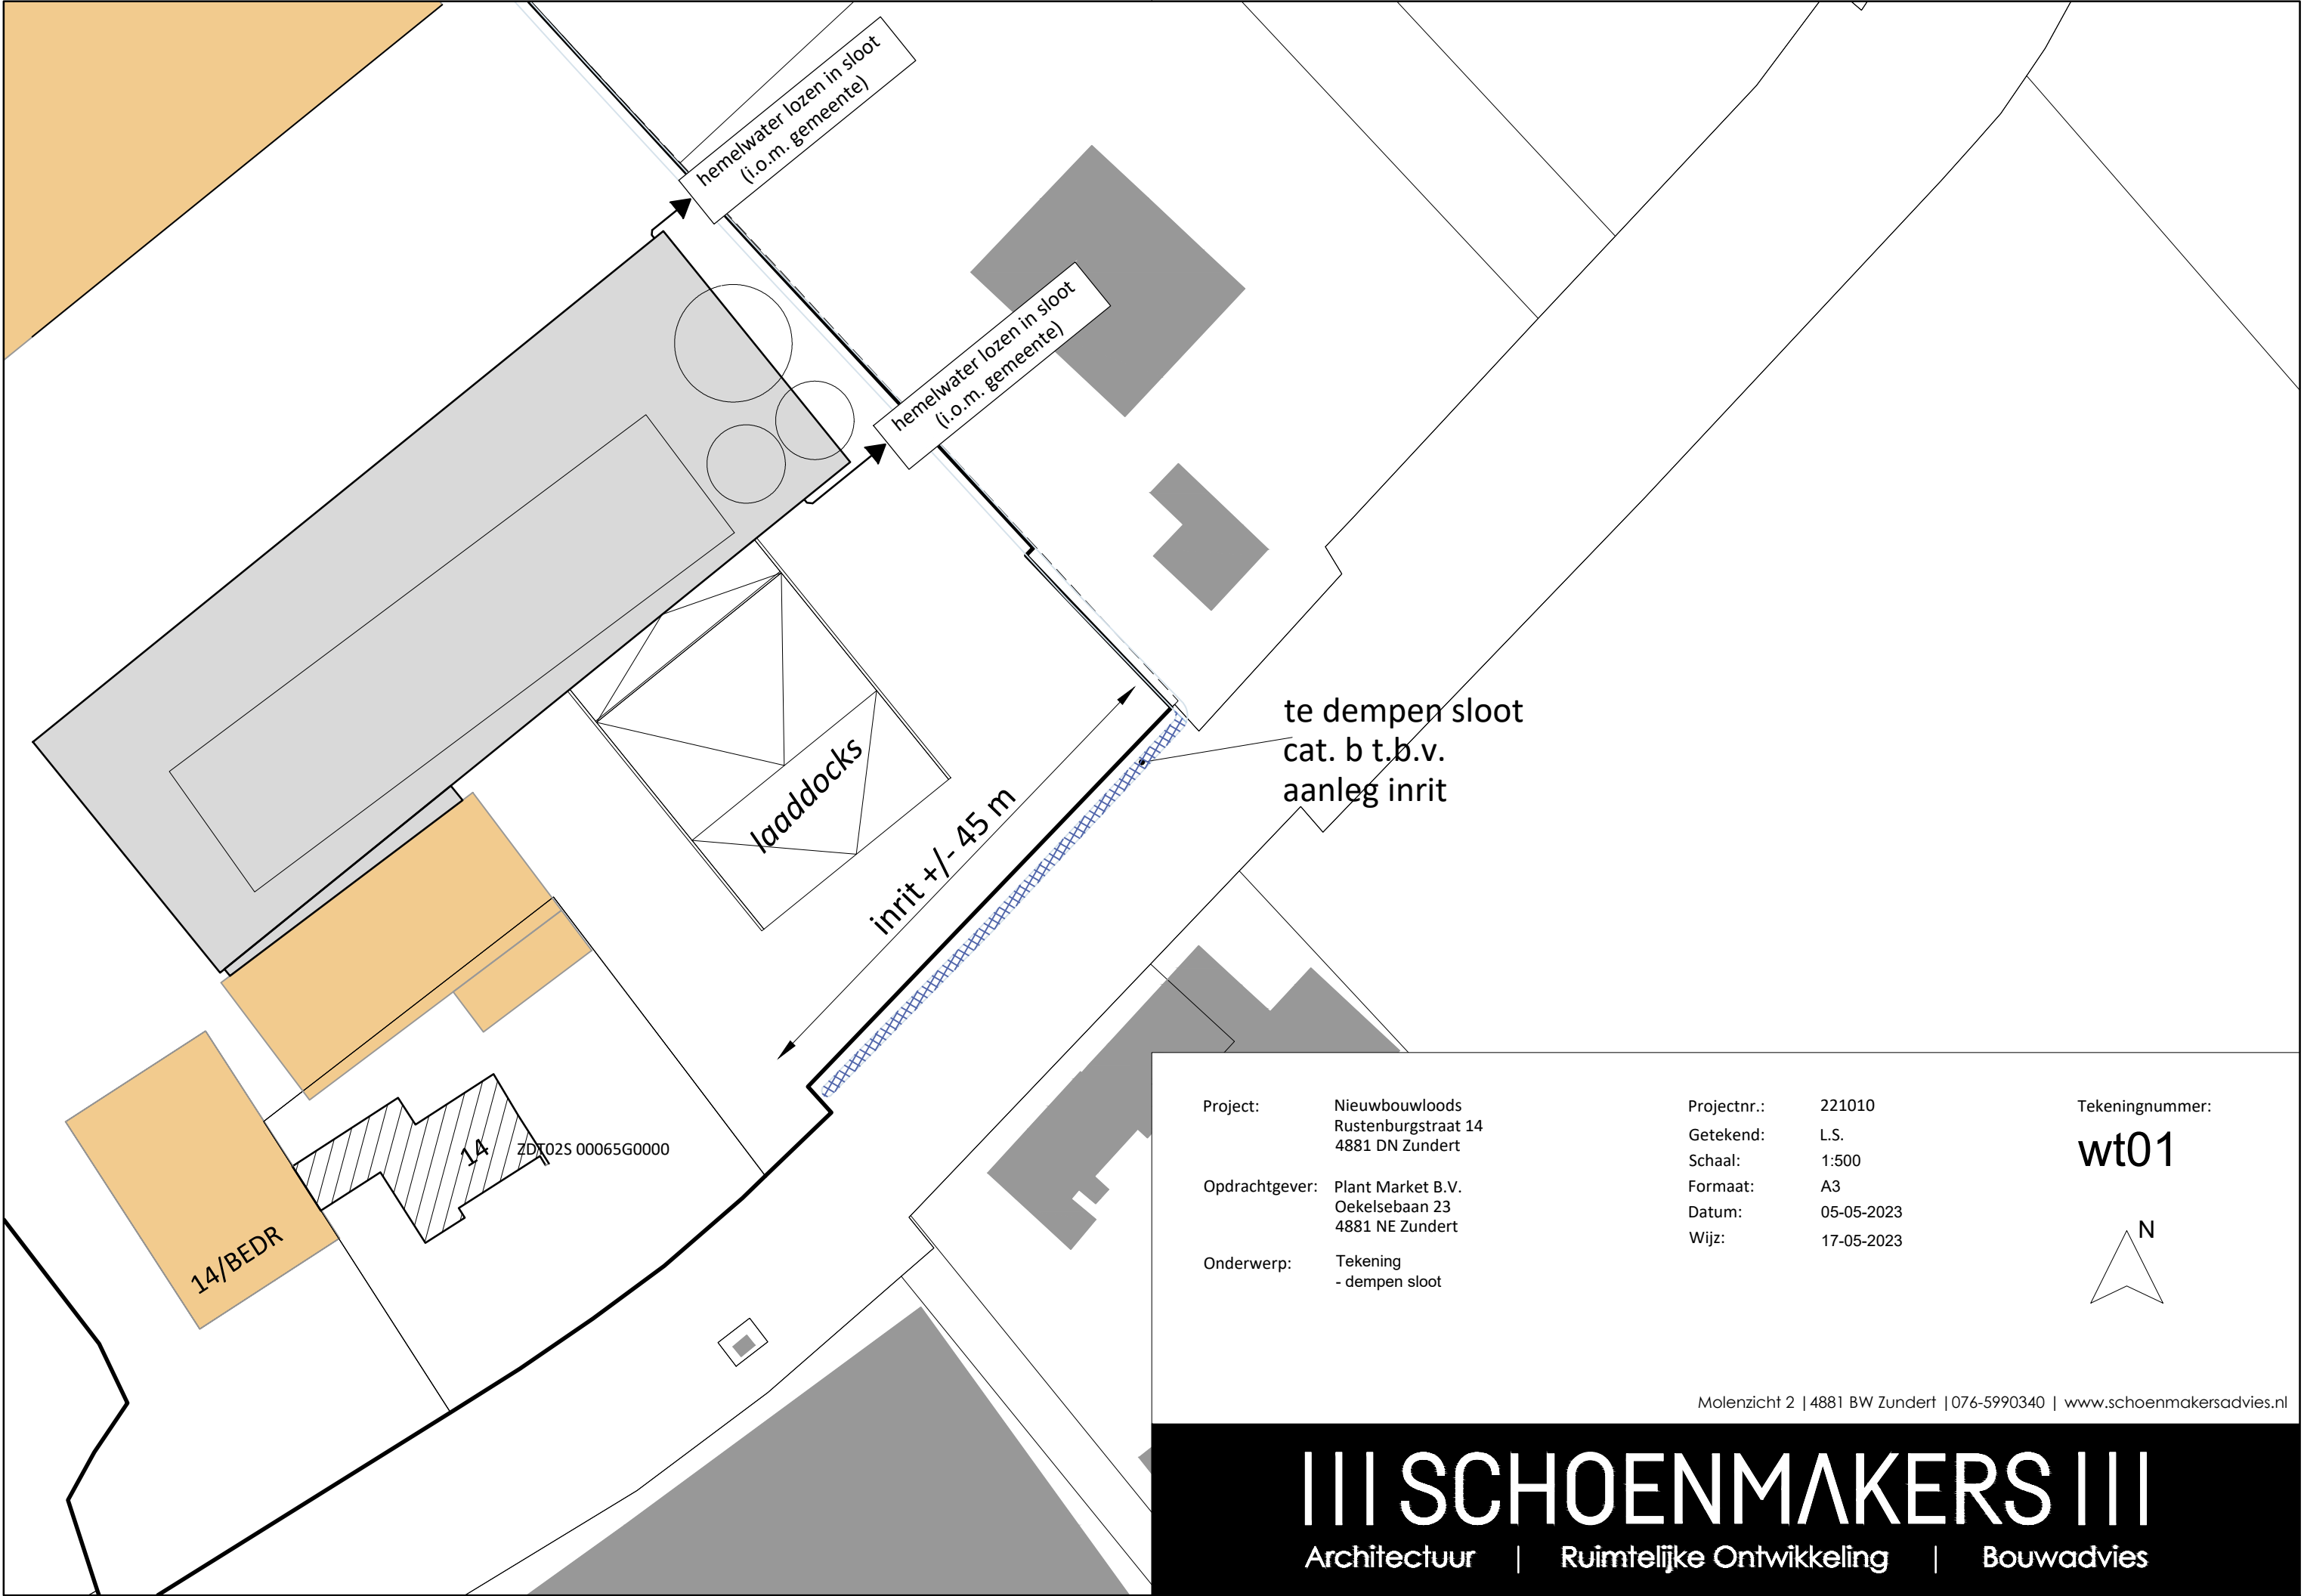 hemelwater lozen in sloot
(i.o.m. gemeente)
hemelwater lozen in sloot
(i.o.m. gemeente)
te dempen sloot
cat. b t.b.v.
aanleg inrit
laaddocks
inrit +/- 45 m
14
ZDT02S 00065G0000
14/BEDR
Project: Nieuwbouwloods
Rustenburgstraat 14
4881 DN Zundert
Opdrachtgever: Plant Market B.V.
Oekelsebaan 23
4881 NE Zundert
Onderwerp: Tekening
- dempen sloot
Projectnr.: 221010
Getekend: L.S.
Schaal: 1:500
Formaat: A3
Datum: 05-05-2023
Wijz: 17-05-2023
Tekeningnummer:
wt01
N
Molenzicht 2 | 4881 BW Zundert | 076-5990340 | www.schoenmakersadvies.nl
||| SCHOENMAKERS |||
Architectuur | Ruimtelijke Ontwikkeling | Bouwadvies